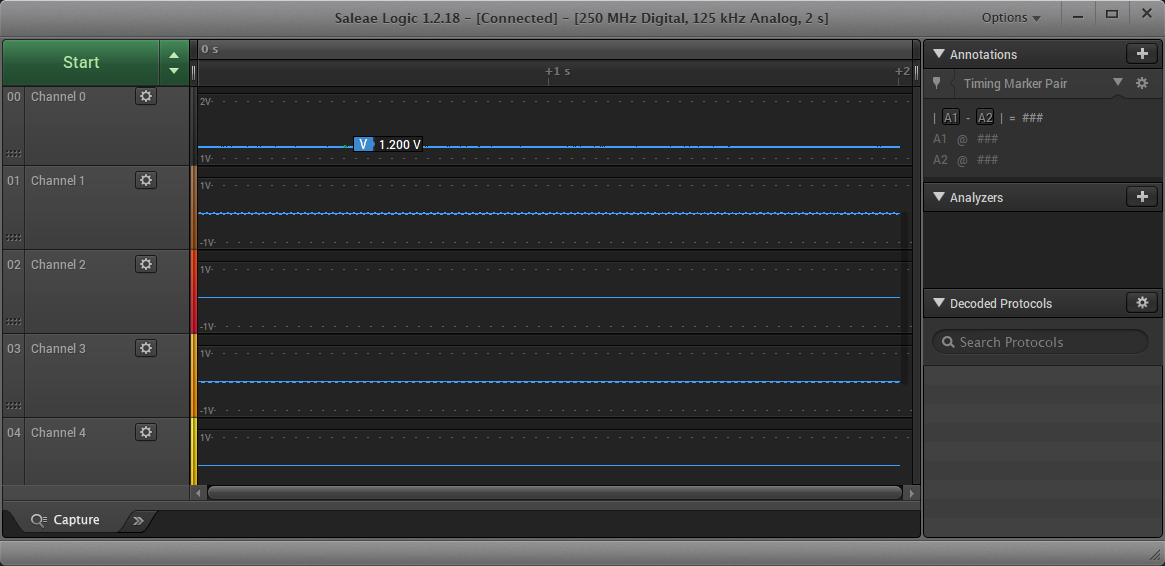 Saleae Logic 1.2.18 - [Connected] - [250 MHz Digital, 125 kHz Analog, 2 s]
Options
Start
0 s
+1 s
+2
00 Channel 0
2V
V 1.200 V
1V
01 Channel 1
1V
-1V
02 Channel 2
1V
-1V
03 Channel 3
1V
-1V
04 Channel 4
1V
Capture
Annotations
Timing Marker Pair
| A1 - A2 | = ###
A1 @ ###
A2 @ ###
Analyzers
Decoded Protocols
Search Protocols